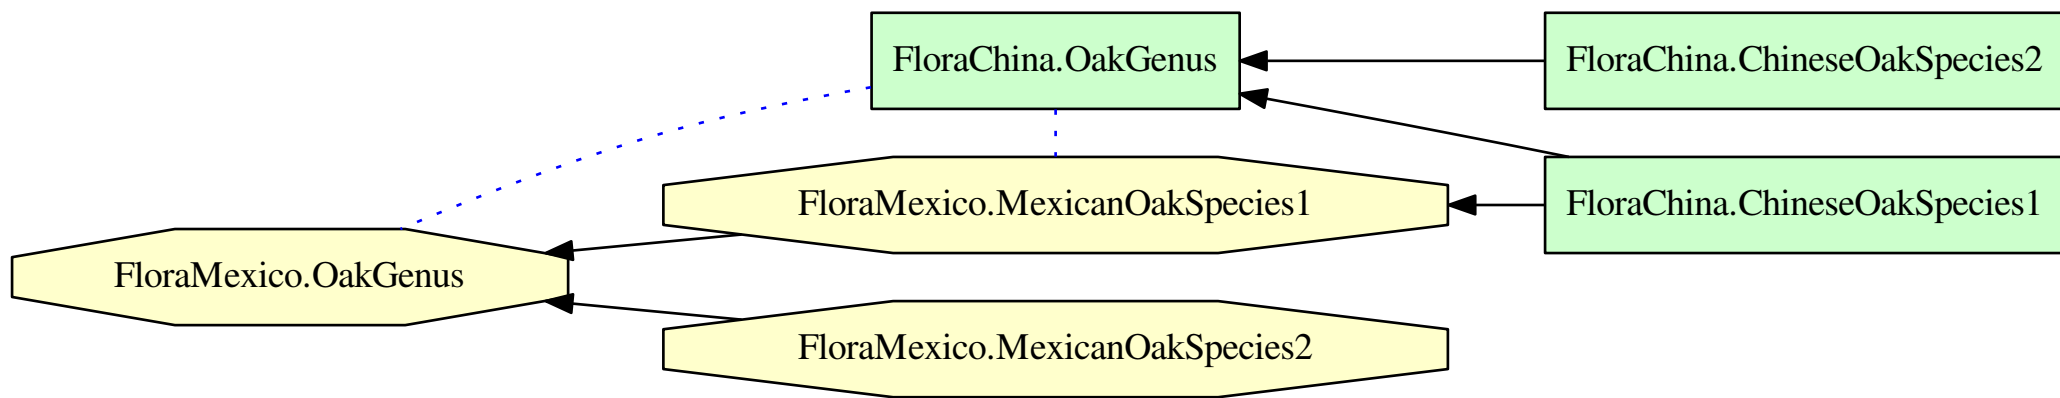 FloraChina.OakGenus
FloraChina.ChineseOakSpecies2
FloraMexico.MexicanOakSpecies1
FloraChina.ChineseOakSpecies1
FloraMexico.OakGenus
FloraMexico.MexicanOakSpecies2